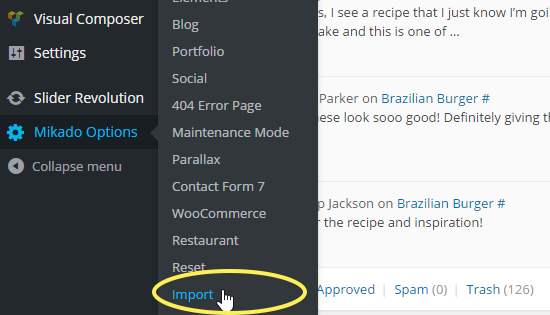 Visual Composer
Settings
Slider Revolution
Mikado Options
Collapse menu
Elements
Blog
Portfolio
Social
404 Error Page
Maintenance Mode
Parallax
Contact Form 7
WooCommerce
Restaurant
Reset
Import
s, I see a recipe that I just know I'm goi
ake and this is one of ...
Parker on Brazilian Burger #
nese look sooo good! Definitely giving th
p Jackson on Brazilian Burger #
r the recipe and inspiration!
Approved | Spam (0) | Trash (126)